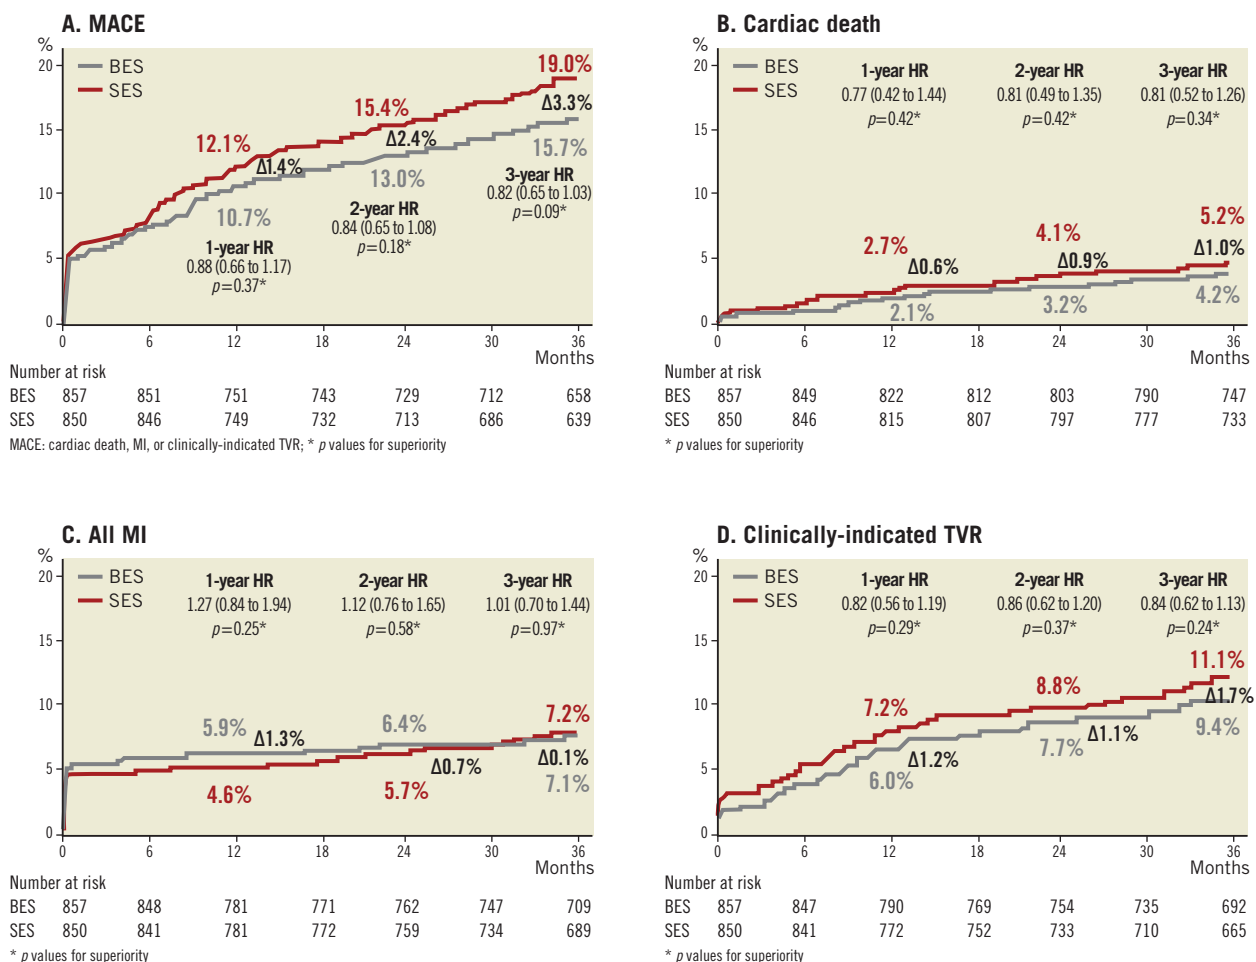 A. MACE
%
20
15
10
5
0
BES
SES
12.1%
15.4%
19.0%
Δ1.4%
Δ2.4%
Δ3.3%
10.7%
13.0%
15.7%
1-year HR
0.88 (0.66 to 1.17)
p=0.37*
2-year HR
0.84 (0.65 to 1.08)
p=0.18*
3-year HR
0.82 (0.65 to 1.03)
p=0.09*
0 6 12 18 24 30 36
Months
Number at risk
BES 857 851 751 743 729 712 658
SES 850 846 749 732 713 686 639
MACE: cardiac death, MI, or clinically-indicated TVR; * p values for superiority
B. Cardiac death
%
20
15
10
5
0
BES
SES
1-year HR
0.77 (0.42 to 1.44)
p=0.42*
2-year HR
0.81 (0.49 to 1.35)
p=0.42*
3-year HR
0.81 (0.52 to 1.26)
p=0.34*
2.7%
4.1%
5.2%
Δ0.6%
Δ0.9%
Δ1.0%
2.1%
3.2%
4.2%
0 6 12 18 24 30 36
Months
Number at risk
BES 857 849 822 812 803 790 747
SES 850 846 815 807 797 777 733
* p values for superiority
C. All MI
%
20
15
10
5
0
BES
SES
1-year HR
1.27 (0.84 to 1.94)
p=0.25*
2-year HR
1.12 (0.76 to 1.65)
p=0.58*
3-year HR
1.01 (0.70 to 1.44)
p=0.97*
5.9%
6.4%
7.2%
Δ1.3%
Δ0.7%
Δ0.1%
4.6%
5.7%
7.1%
0 6 12 18 24 30 36
Months
Number at risk
BES 857 848 781 771 762 747 709
SES 850 841 781 772 759 734 689
* p values for superiority
D. Clinically-indicated TVR
%
20
15
10
5
0
BES
SES
1-year HR
0.82 (0.56 to 1.19)
p=0.29*
2-year HR
0.86 (0.62 to 1.20)
p=0.37*
3-year HR
0.84 (0.62 to 1.13)
p=0.24*
7.2%
8.8%
11.1%
Δ1.2%
Δ1.1%
Δ1.7%
6.0%
7.7%
9.4%
0 6 12 18 24 30 36
Months
Number at risk
BES 857 847 790 769 754 735 692
SES 850 841 772 752 733 710 665
* p values for superiority